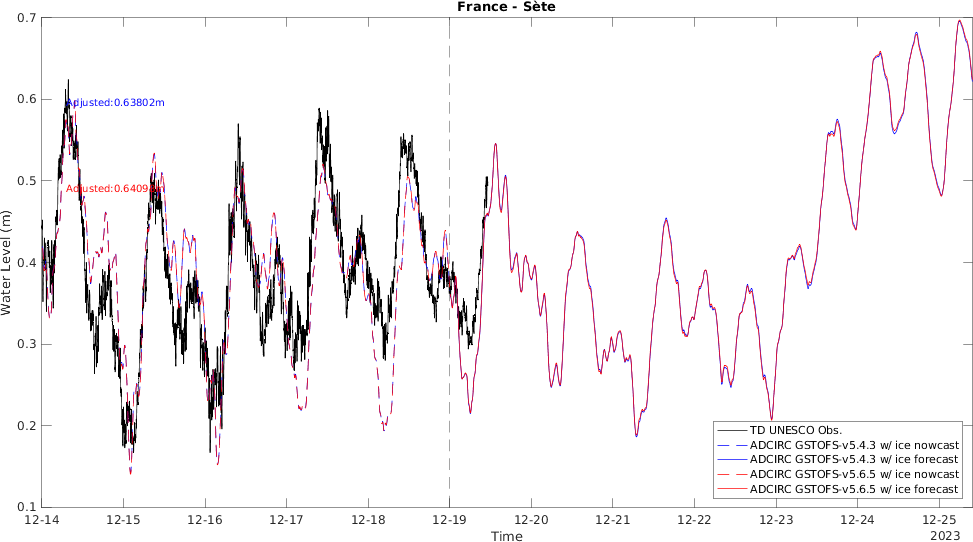 France - Sète
Water Level (m)
0.7
0.6
0.5
0.4
0.3
0.2
0.1
Adjusted:0.63802m
TD UNESCO Obs.
ADCIRC GSTOFS-v5.4.3 w/ ice nowcast
ADCIRC GSTOFS-v5.4.3 w/ ice forecast
ADCIRC GSTOFS-v5.6.5 w/ ice nowcast
ADCIRC GSTOFS-v5.6.5 w/ ice forecast
12-14 12-15 12-16 12-17 12-18 12-19 12-20 12-21 12-22 12-23 12-24 12-25
Time
2023